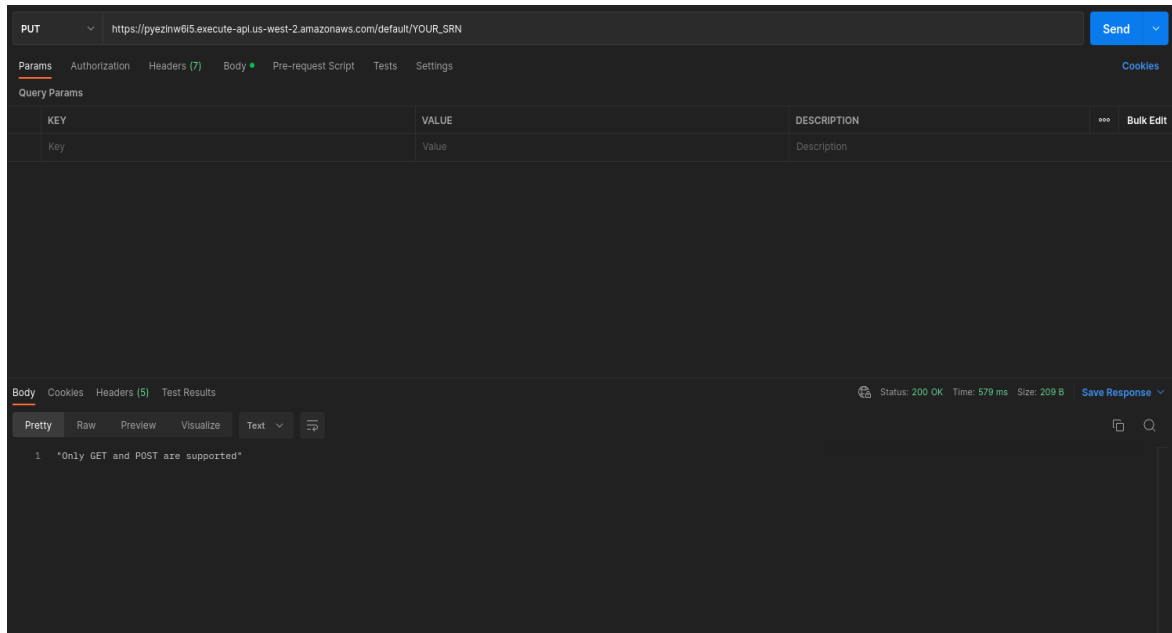 PUT https://pyezinw6i5.execute-api.us-west-2.amazonaws.com/default/YOUR_SRN Send
Params Authorization Headers (7) Body Pre-request Script Tests Settings Cookies
Query Params
KEY VALUE DESCRIPTION Bulk Edit
Key Value Description
Body Cookies Headers (5) Test Results Status: 200 OK Time: 579 ms Size: 209 B Save Response
Pretty Raw Preview Visualize Text
1 "Only GET and POST are supported"